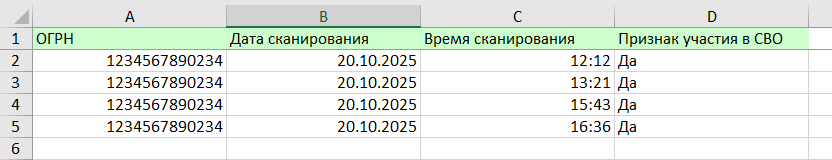 A B C D
1 ОГРН Дата сканирования Время сканирования Признак участия в СВО
2 1234567890234 20.10.2025 12:12 Да
3 1234567890234 20.10.2025 13:21 Да
4 1234567890234 20.10.2025 15:43 Да
5 1234567890234 20.10.2025 16:36 Да
6